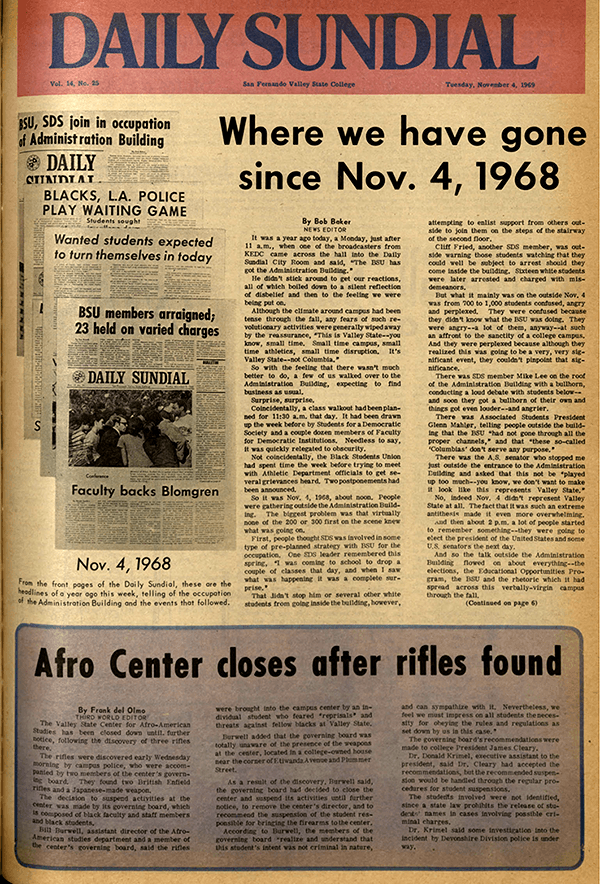 DAILY SUNDIAL
Vol. 14, No. 25
San Fernando Valley State College
Tuesday, November 4, 1969
BSU, SDS join in occupation
of Administration Building
DAILY
SUNDIAL
BLACKS, L.A. POLICE
PLAY WAITING GAME
Students sought
Wanted students expected
to turn themselves in today
BSU members arraigned;
23 held on varied charges
DAILY SUNDIAL
Conference
Faculty backs Blomgren
Nov. 4, 1968
From the front pages of the Daily Sundial, these are the
headlines of a year ago this week, telling of the occupation
of the Administration Building and the events that followed.
Where we have gone
since Nov. 4, 1968
By Bob Baker
NEWS EDITOR
It was a year ago today, a Monday, just after
11 a.m., when one of the broadcasters from
KEDC came across the hall into the Daily
Sundial City Room and said, "The BSU has
got the Administration Building."
He didn't stick around to get our reactions,
all of which boiled down to a silent reflection
of disbelief and then to the feeling we were
being put on.
Although the climate around campus had been
tense through the fall, any fears of such re-
volutionary activities were generally wiped away
by the reassurance, "This is Valley State--you
know, small time. Small time campus, small
time athletics, small time disruption. It's
Valley State--not Columbia."
So with the feeling that there wasn't much
better to do, a few of us walked over to the
Administration Building, expecting to find
business as usual.
Surprise, surprise.
Coincidentally, a class walkout had been plan-
ned for 11:30 a.m. that day. It had been drawn
up the week before by Students for a Democratic
Society and a couple dozen members of Faculty
for Democratic Institutions. Needless to say,
it was quickly relegated to obscurity.
Not coincidentally, the Black Students Union
had spent time the week before trying to meet
with Athletic Department officials to get se-
veral grievances heard. Two postponements had
been announced.
So it was Nov. 4, 1968, about noon. People
were gathering outside the Administration Build-
ing. The biggest problem was that virtually
none of the 200 or 300 first on the scene knew
what was going on.
First, people thought SDS was involved in some
type of pre-planned strategy with BSU for the
occupation. One SDS leader remembered this
spring, "I was coming to school to drop a
couple of classes that day, and when I saw
what was happening it was a complete sur-
prise."
That didn't stop him or several other white
students from going inside the building, however,
attempting to enlist support from others out-
side to join them on the steps of the stairway
of the second floor.
Cliff Fried, another SDS member, was out-
side warning those students watching that they
could well be subject to arrest should they
come inside the building. Sixteen white students
were later arrested and charged with mis-
demeanors.
But what it mainly was on the outside Nov. 4
was from 700 to 1,000 students confused, angry
and perplexed. They were confused because
they didn't know what the BSU was doing. They
were angry--a lot of them, anyway--at such
an affront to the sanctity of a college campus.
And they were perplexed because although they
realized this was going to be a very, very sig-
nificant event, they couldn't pinpoint that sig-
nificance.
There was SDS member Mike Lee on the roof
of the Administration Building with a bullhorn,
conducting a loud debate with students below--
and soon they got a bullhorn of their own and
things got even louder--and angrier.
There was Associated Students President
Glenn Mahler, telling people outside the build-
ing that the BSU "had not gone through all the
proper channels," and that "these so-called
'Columbias' don't serve any purpose."
There was the A.S. senator who stopped me
just outside the entrance to the Administration
Building and asked that this not be "played
up too much--you know, we don't want to make
it look like this represents Valley State."
No, indeed Nov. 4 didn't represent Valley
State at all. The fact that it was such an extreme
antithesis made it even more overwhelming.
And then about 2 p.m. a lot of people started
to remember something--they were going to
elect the president of the United States and some
U.S. senators the next day.
And so the talk outside the Administration
Building flowed on about everything--the
elections, the Educational Opportunities Pro-
gram, the BSU and the rhetoric which it had
spread across this verbally-virgin campus
through the fall.
(Continued on page 6)
Afro Center closes after rifles found
By Frank del Olmo
THIRD WORLD EDITOR
The Valley State Center for Afro-American
Studies has been closed down until further
notice, following the discovery of three rifles
there.
The rifles were discovered early Wednesday
morning by campus police, who were accom-
panied by two members of the center's govern-
ing board. They found two British Enfield
rifles and a Japanese-made weapon.
The decision to suspend activities at the
center was made by its governing board, which
is composed of black faculty and staff members
and black students.
Bill Burwell, assistant director of the Afro-
American studies department and a member of
the center's governing board, said the rifles
were brought into the campus center by an in-
dividual student who feared "reprisals" and
threats against fellow blacks at Valley State.
Burwell added that the governing board was
totally unaware of the presence of the weapons
at the center, located in a college-owned house
near the corner of Etiwanda Avenue and Plummer
Street.
As a result of the discovery, Burwell said,
the governing board had decided to close the
center and suspend its activities until further
notice, to remove the center's director, and to
recommend the suspension of the student res-
ponsible for bringing the firearms to the center.
According to Burwell, the members of the
governing board "realize and understand that
this student's intent was not criminal in nature,
and can sympathize with it. Nevertheless, we
feel we must impress on all students the neces-
sity for obeying the rules and regulations as
set down by us in this case."
The governing board's recommendations were
made to college President James Cleary.
Dr. Donald Krimel, executive assistant to the
president, said Dr. Cleary had accepted the
recommendations, but the recommended suspen-
sion would be handled through the regular pro-
cedures for student suspensions.
The students involved were not identified,
since a state law prohibits the release of stu-
dents' names in cases involving possible cri-
minal charges.
Dr. Krimel said some investigation into the
incident by Devonshire Division police is under
way.